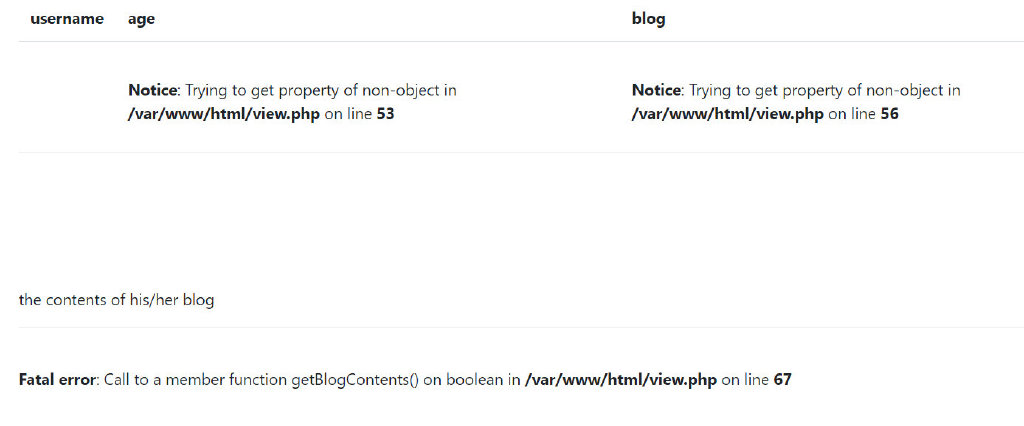 username age blog
Notice: Trying to get property of non-object in
/var/www/html/view.php on line 53
Notice: Trying to get property of non-object in
/var/www/html/view.php on line 56
the contents of his/her blog
Fatal error: Call to a member function getBlogContents() on boolean in /var/www/html/view.php on line 67